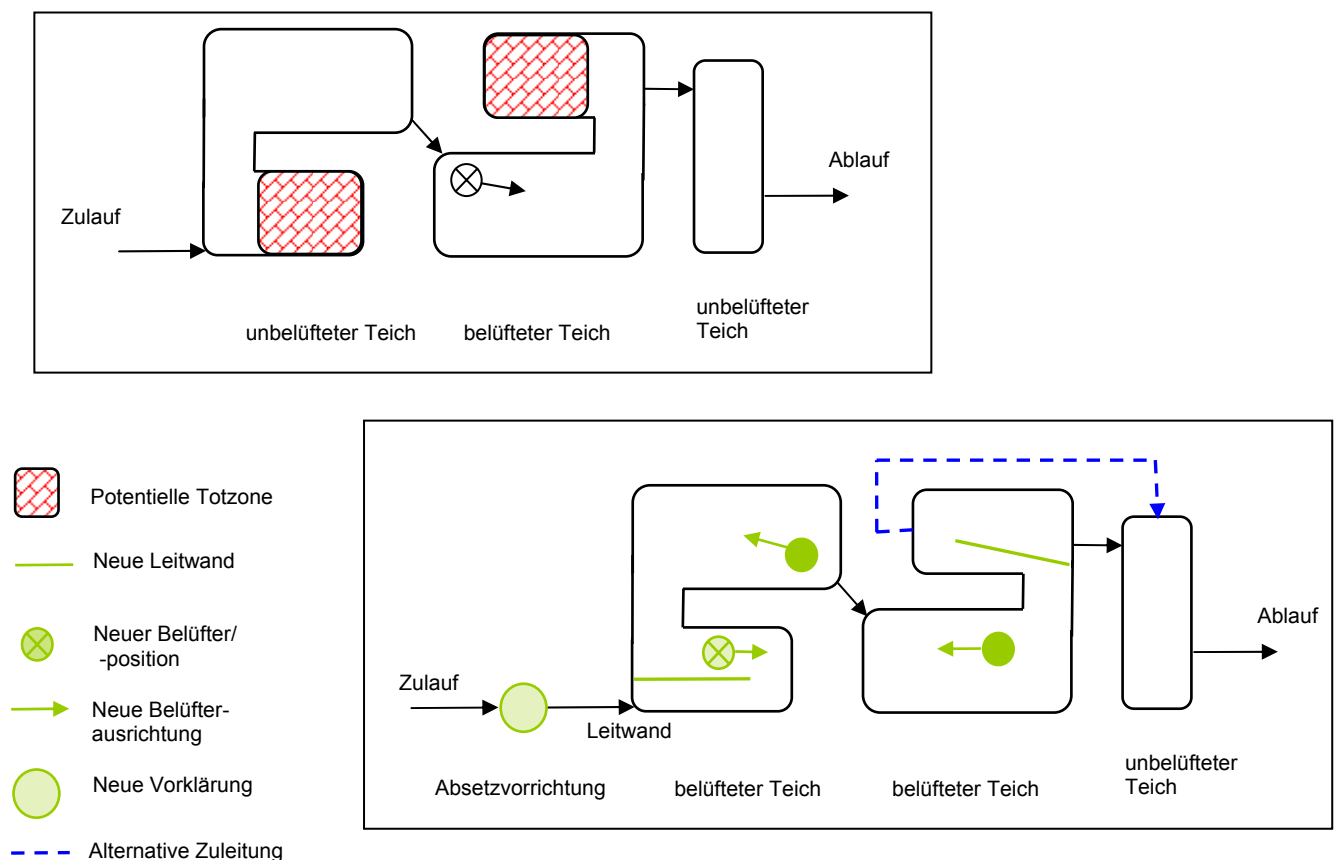 Zulauf
Ablauf
unbelüfteter Teich
belüfteter Teich
unbelüfteter
Teich
Potentielle Totzone
Neue Leitwand
Neuer Belüfter/
-position
Neue Belüfter-
ausrichtung
Neue Vorklärung
Alternative Zuleitung
Zulauf
Leitwand
Ablauf
Absetzvorrichtung
belüfteter Teich
belüfteter Teich
unbelüfteter
Teich